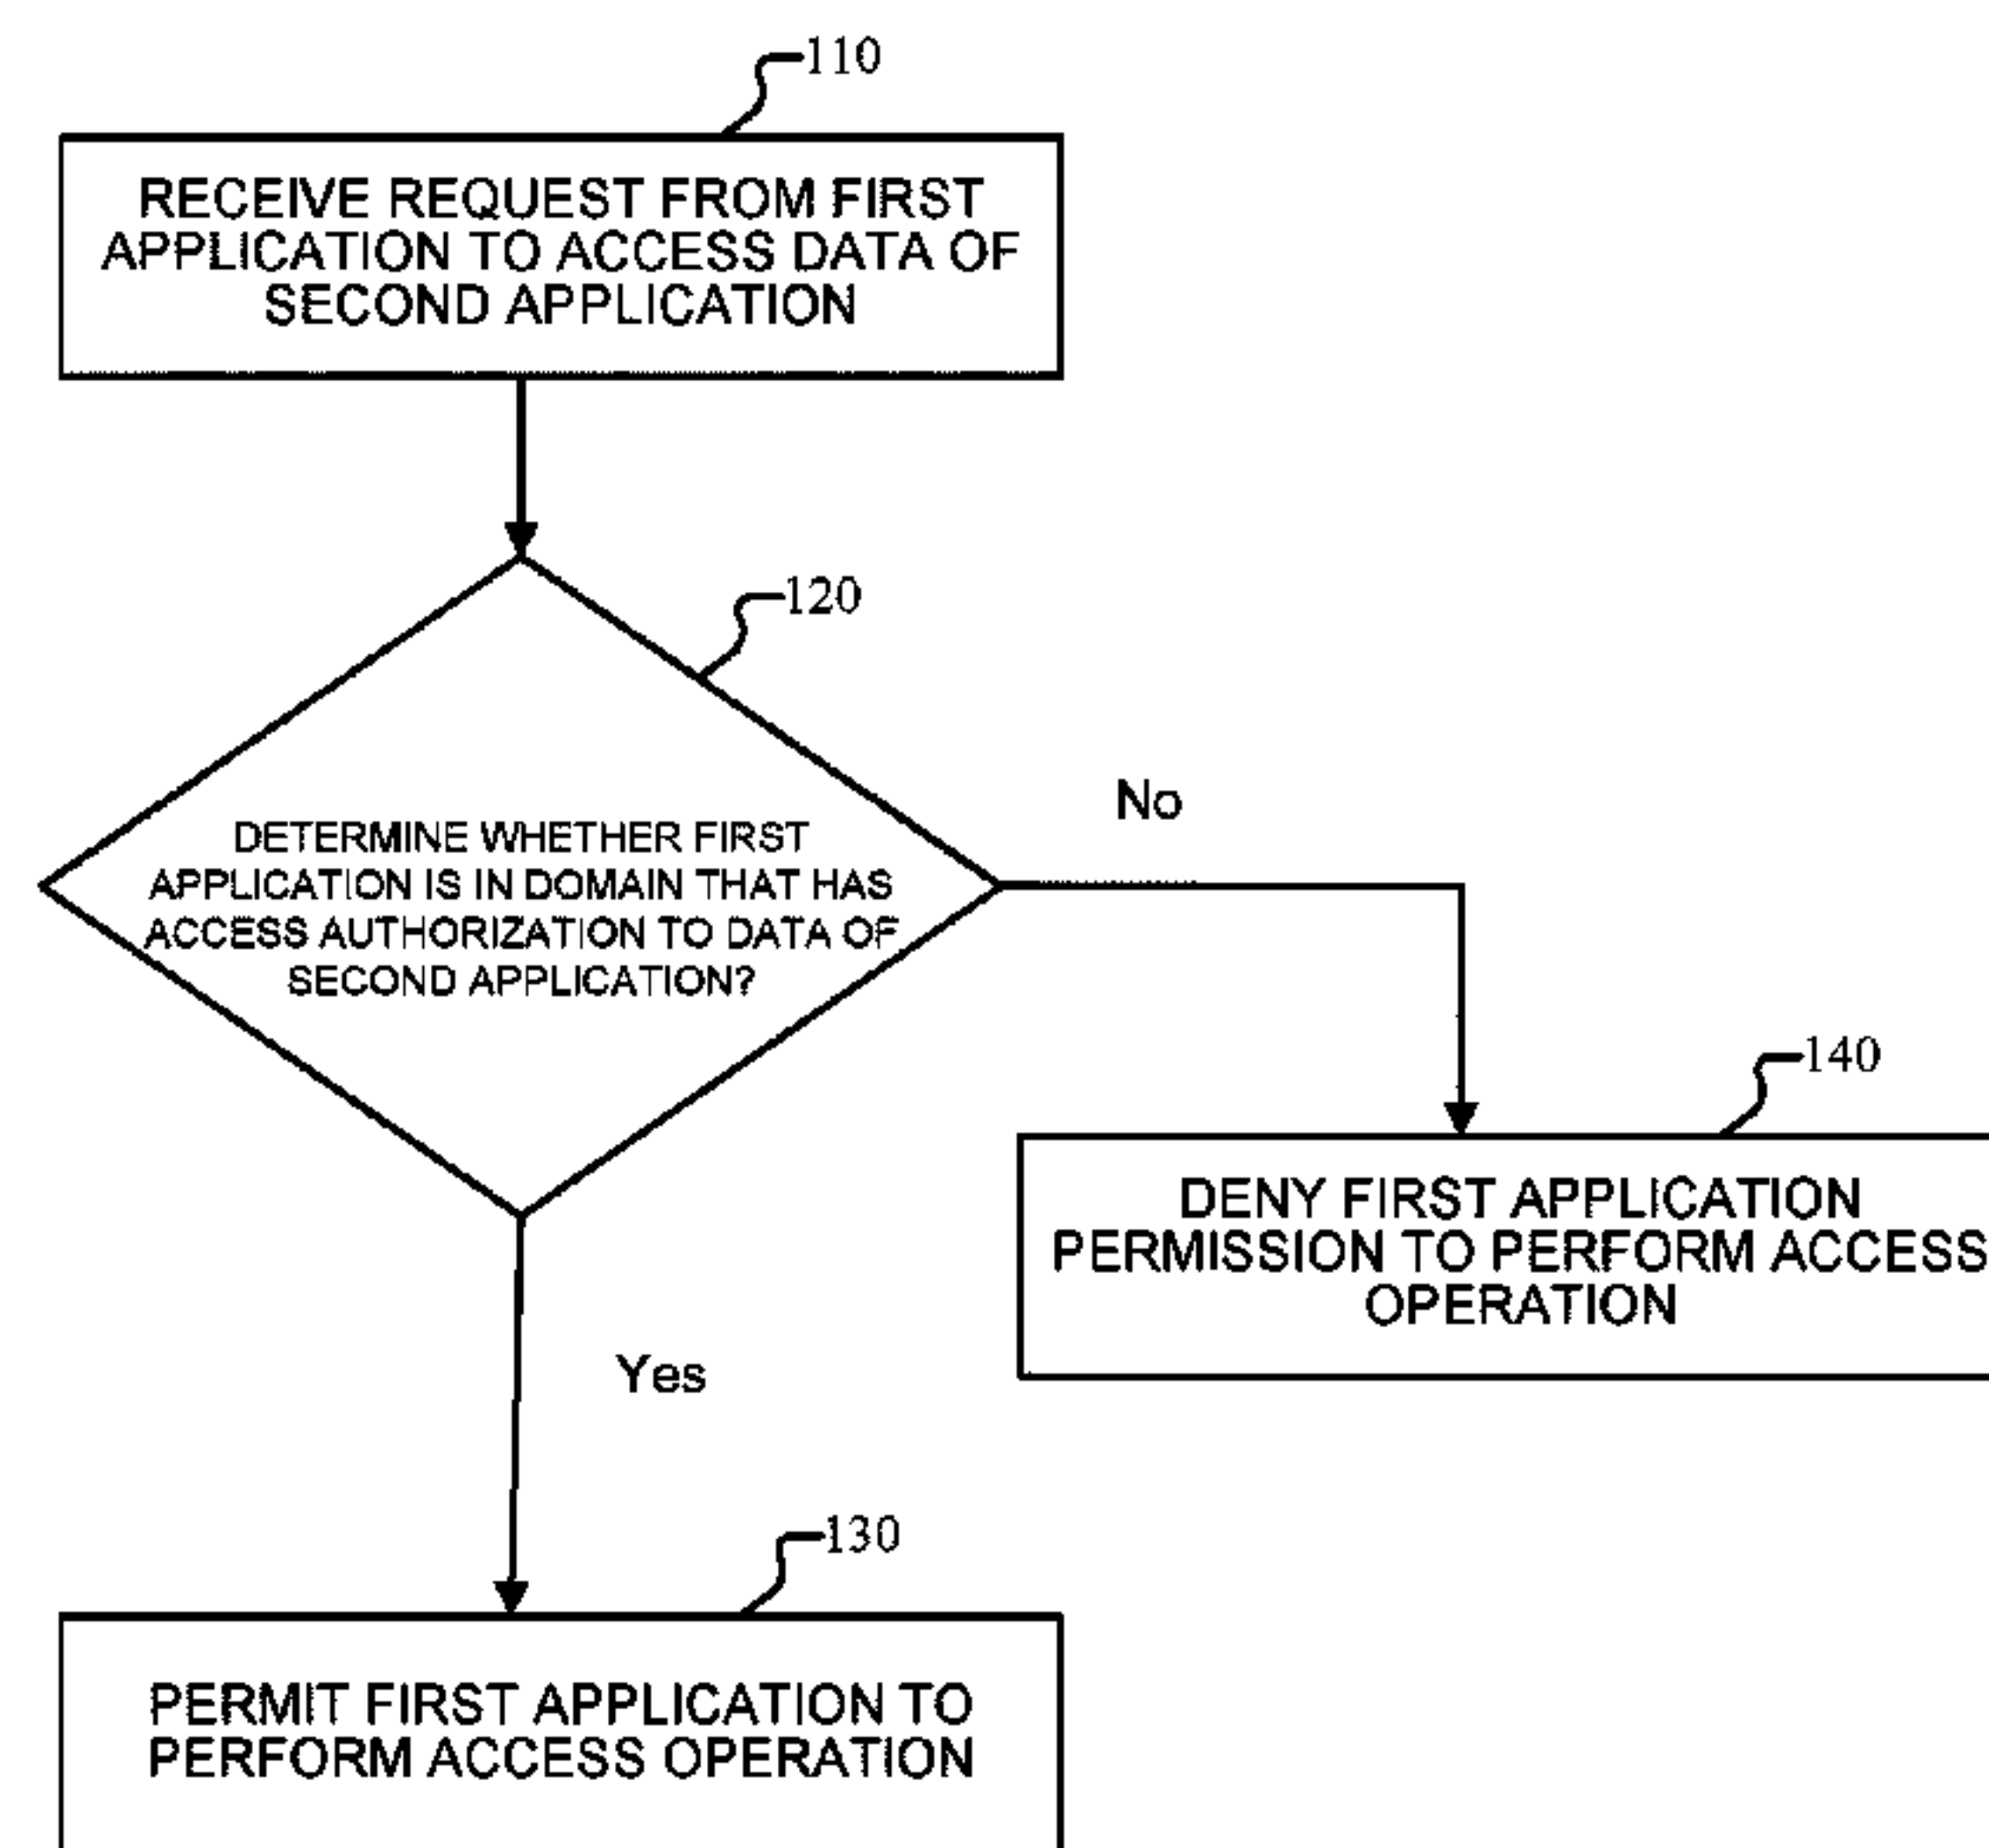 110
RECEIVE REQUEST FROM FIRST
APPLICATION TO ACCESS DATA OF
SECOND APPLICATION
120
DETERMINE WHETHER FIRST
APPLICATION IS IN DOMAIN THAT HAS
ACCESS AUTHORIZATION TO DATA OF
SECOND APPLICATION?
No
140
DENY FIRST APPLICATION
PERMISSION TO PERFORM ACCESS
OPERATION
Yes
130
PERMIT FIRST APPLICATION TO
PERFORM ACCESS OPERATION